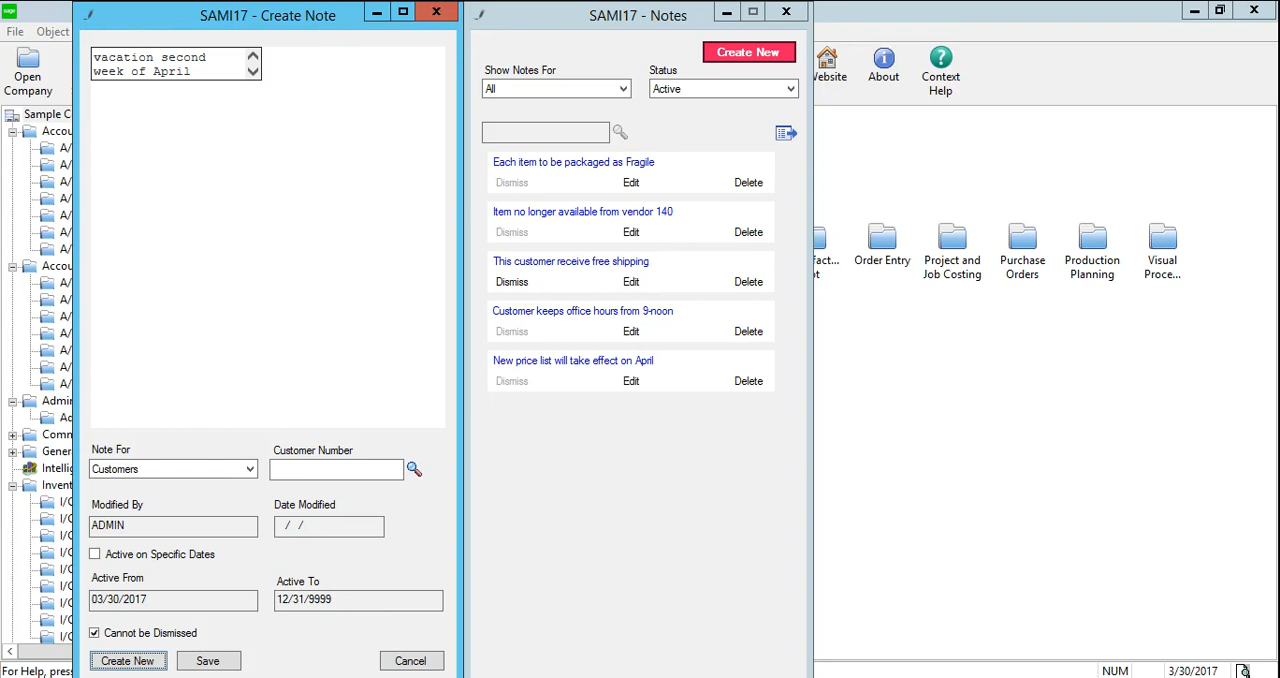 sage
SAMI17 - Create Note
SAMI17 - Notes
File
Object
Open
Company
Website
About
Context
Help
vacation second
week of April
Create New
Show Notes For
Status
All
Active
Each item to be packaged as Fragile
Dismiss Edit Delete
Item no longer available from vendor 140
Dismiss Edit Delete
This customer receive free shipping
Dismiss Edit Delete
Customer keeps office hours from 9-noon
Dismiss Edit Delete
New price list will take effect on April
Dismiss Edit Delete
Sample C
Accou
A/
A/
A/
A/
A/
A/
A/
Accou
A/
A/
A/
A/
A/
A/
A/
Admin
Ad
Comm
Gener
Intellig
Invent
I/C
I/C
I/C
I/C
I/C
I/C
I/C
I/C
I/C
Order Entry
Project and
Job Costing
Purchase
Orders
Production
Planning
Visual
Proce...
Note For
Customer Number
Customers
Modified By
Date Modified
ADMIN
/ /
Active on Specific Dates
Active From
Active To
03/30/2017
12/31/9999
Cannot be Dismissed
Create New
Save
Cancel
For Help, press
NUM
3/30/2017